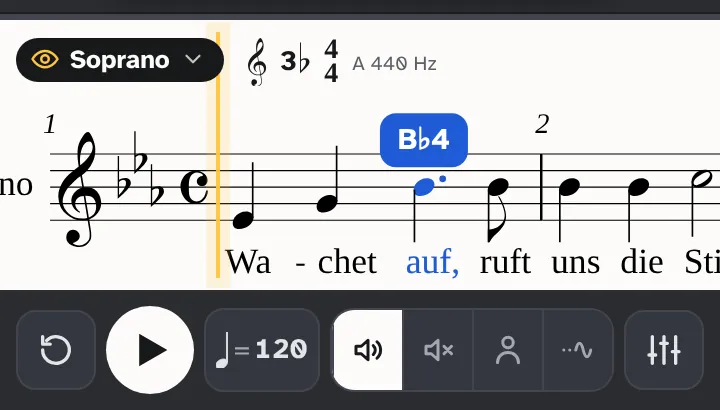 Soprano
3♭ 4/4 A 440 Hz
1 B♭4 2
no
Wa - chet auf, ruft uns die Sti
= 120